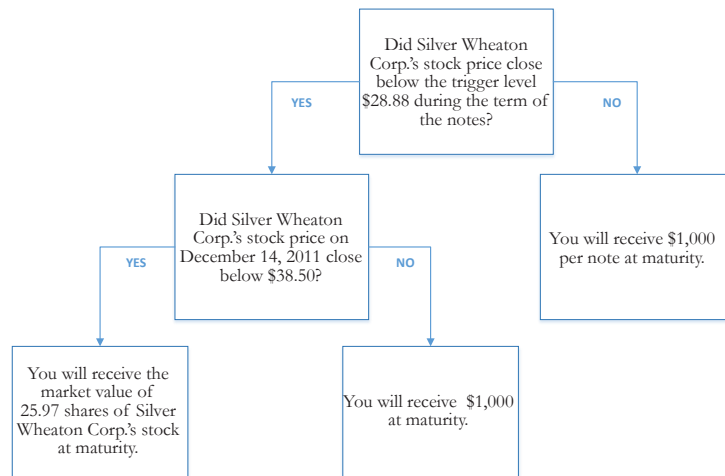 Did Silver Wheaton
Corp.'s stock price close
below the trigger level
$28.88 during the term of
the notes?
YES
NO
Did Silver Wheaton
Corp.'s stock price on
December 14, 2011 close
below $38.50?
You will receive $1,000
per note at maturity.
YES
NO
You will receive the
market value of
25.97 shares of Silver
Wheaton Corp.'s stock
at maturity.
You will receive $1,000
at maturity.